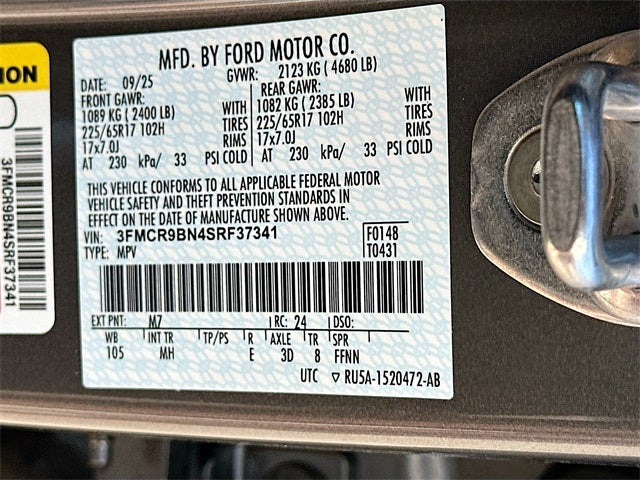 MFD. BY FORD MOTOR CO.
DATE: 09/25 GVWR: 2123 KG ( 4680 LB)
FRONT GAWR: REAR GAWR:
1089 KG ( 2400 LB) WITH 1082 KG ( 2385 LB) WITH
225/65R17 102H TIRES 225/65R17 102H TIRES
17x7.0J RIMS 17x7.0J RIMS
AT 230 kPa/ 33 PSI COLD AT 230 kPa/ 33 PSI COLD
THIS VEHICLE CONFORMS TO ALL APPLICABLE FEDERAL MOTOR
VEHICLE SAFETY AND THEFT PREVENTION STANDARDS IN
EFFECT ON THE DATE OF MANUFACTURE SHOWN ABOVE.
VIN: 3FMCR9BN4SRF37341 F0148
TYPE: MPV T0431
EXT PNT: M7 RC: 24 DSO:
WB INT TR TP/PS R AXLE TR SPR
105 MH E 3D 8 FFNN
UTC ▽ RU5A-1520472-AB
ION
3FMCR9BN4SRF37341